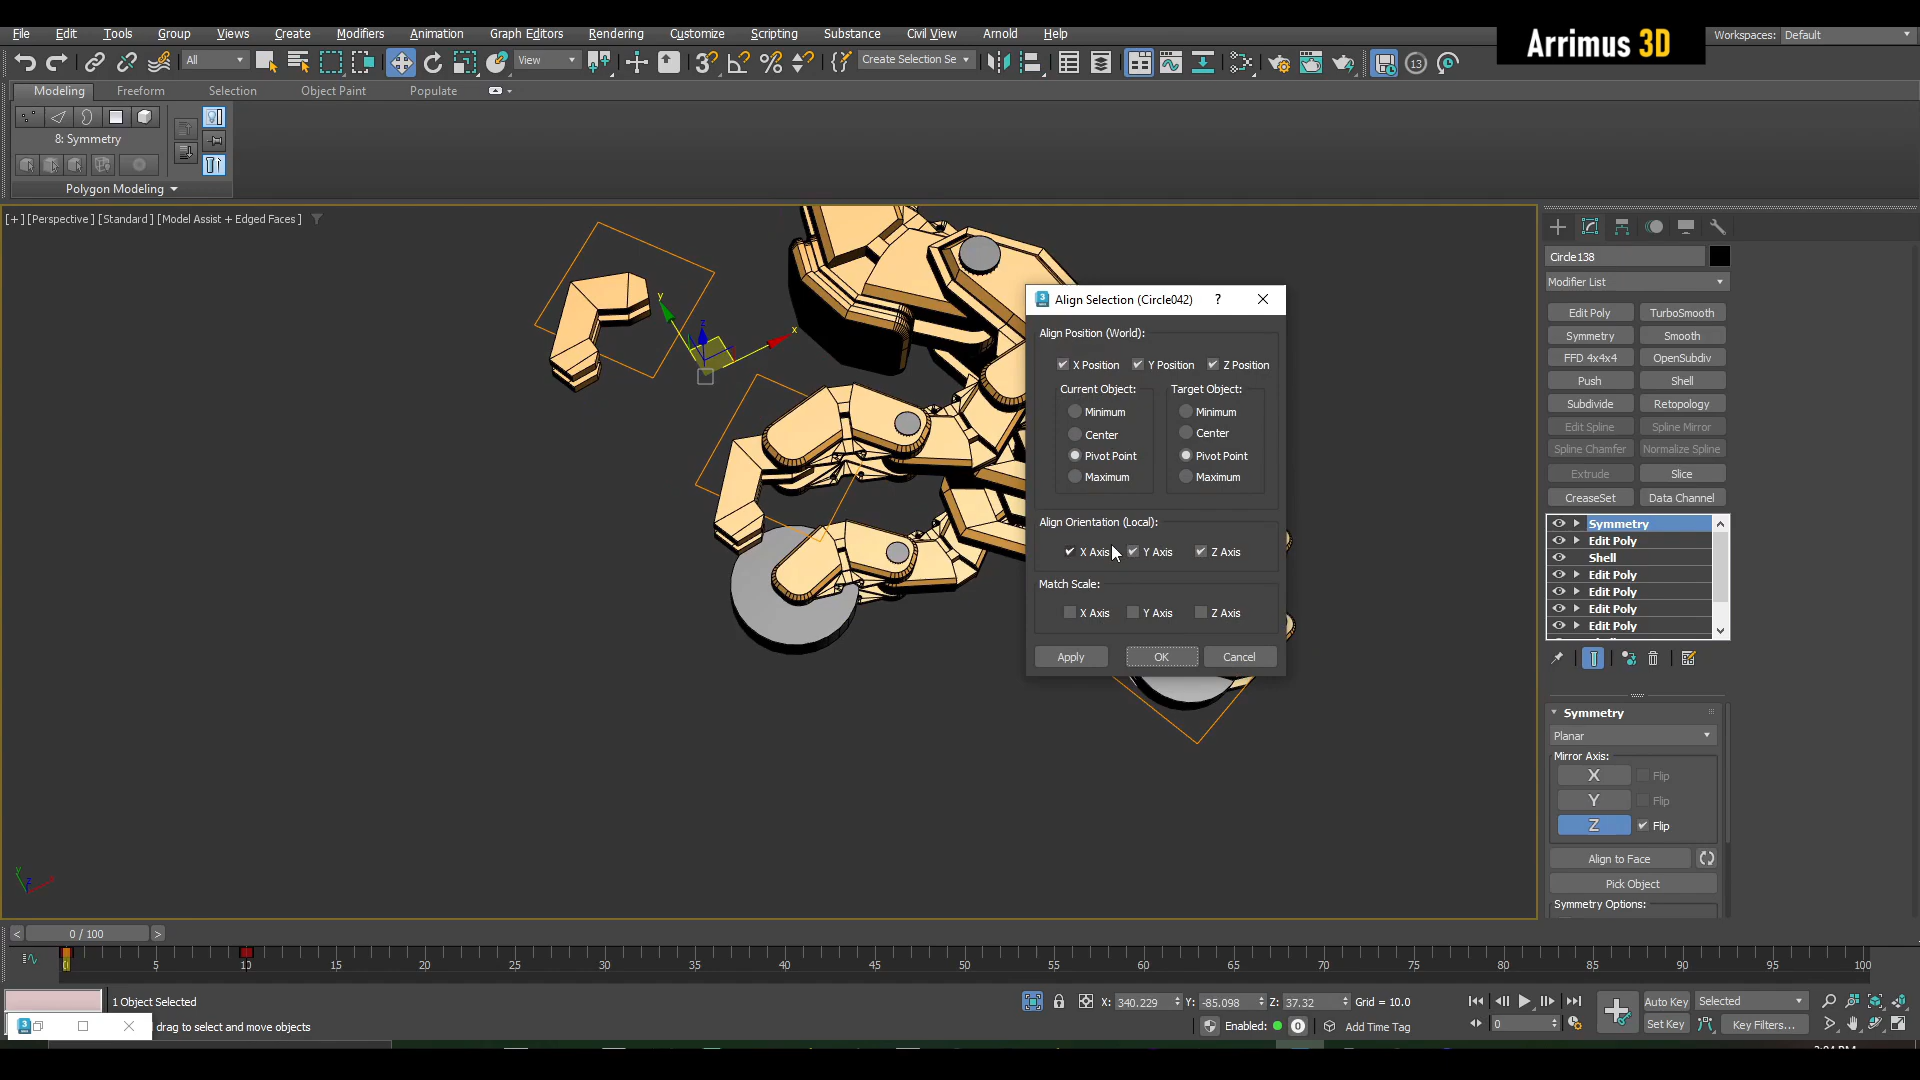 File Edit Tools Group Views Create Modifiers Animation Graph Editors Rendering Customize Scripting Substance Civil View Arnold Help
Arrimus 3D
Workspaces: Default
All
View
Create Selection Se
13
Modeling Freeform Selection Object Paint Populate
8: Symmetry
Polygon Modeling
[+] [Perspective] [Standard] [Model Assist + Edged Faces]
x
y
z
Align Selection (Circle042) ?
Align Position (World):
X Position Y Position Z Position
Current Object: Target Object:
Minimum Minimum
Center Center
Pivot Point Pivot Point
Maximum Maximum
Align Orientation (Local):
X Axis Y Axis Z Axis
Match Scale:
X Axis Y Axis Z Axis
Apply OK Cancel
Circle138
Modifier List
Edit Poly TurboSmooth
Symmetry Smooth
FFD 4x4x4 OpenSubdiv
Push Shell
Subdivide Retopology
Edit Spline Spline Mirror
Spline Chamfer Normalize Spline
Extrude Slice
CreaseSet Data Channel
Symmetry
Edit Poly
Shell
Edit Poly
Edit Poly
Edit Poly
Edit Poly
Symmetry
Planar
Mirror Axis:
X Flip
Y Flip
Z Flip
Align to Face
Pick Object
Symmetry Options:
< 0 / 100 >
5 10 15 20 25 30 35 40 45 50 55 60 65 70 75 80 85 90 95 100
1 Object Selected
X: 340.229 Y: -85.098 Z: 37.32 Grid = 10.0
Auto Key Selected
drag to select and move objects
Enabled: 0 Add Time Tag
0
Set Key Key Filters...